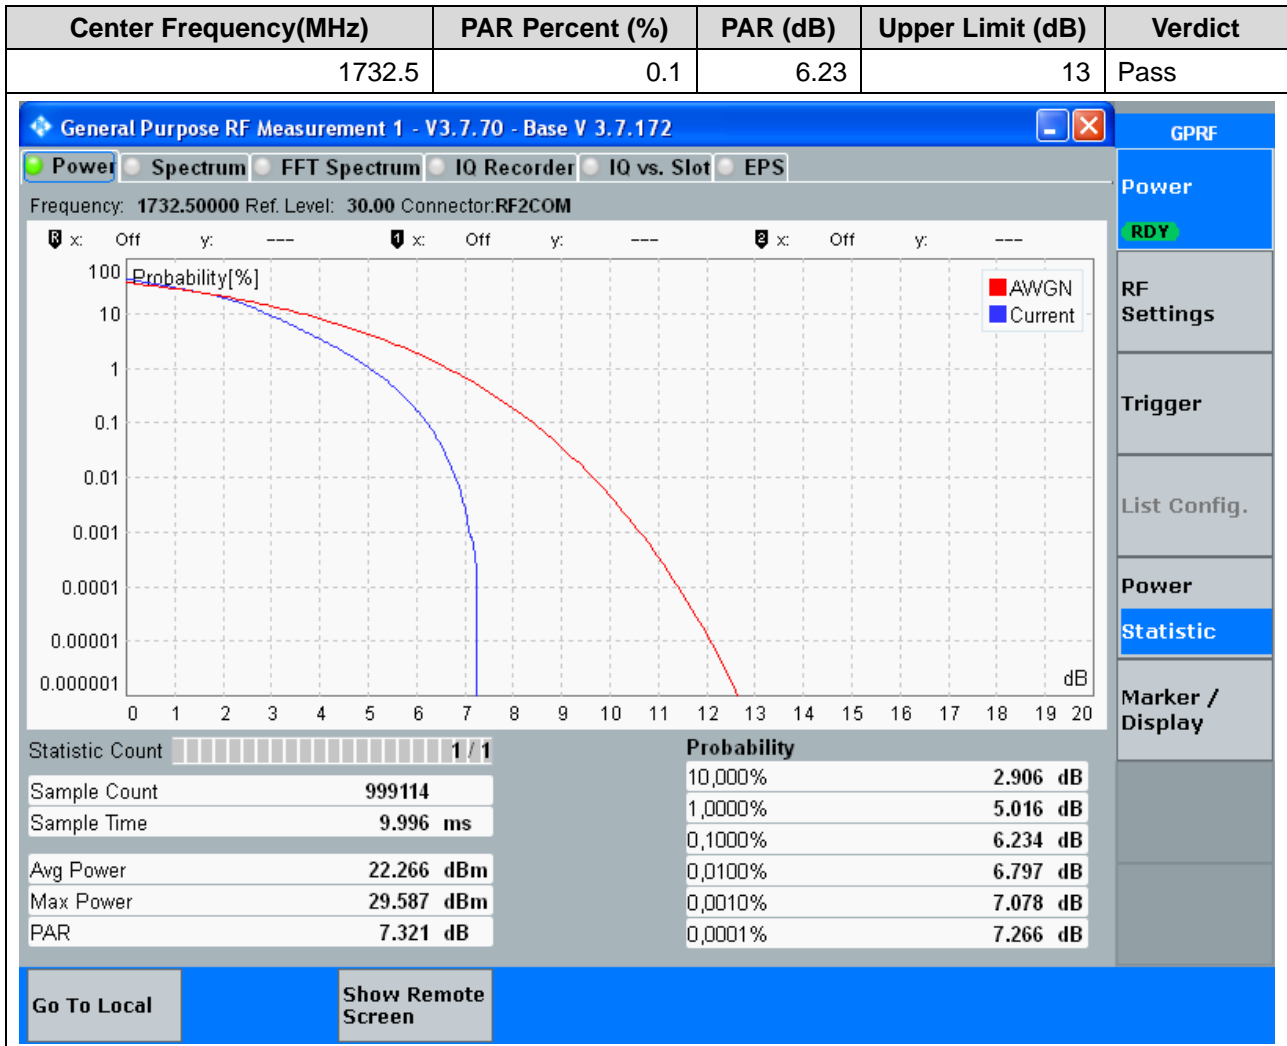 Center Frequency(MHz) PAR Percent (%) PAR (dB) Upper Limit (dB) Verdict
1732.5 0.1 6.23 13 Pass
General Purpose RF Measurement 1 - V3.7.70 - Base V 3.7.172
GPRF
Power Spectrum FFT Spectrum IQ Recorder IQ vs. Slot EPS
Power
RDY
Frequency: 1732.50000 Ref. Level: 30.00 Connector:RF2COM
R x: Off y: --- 1 x: Off y: --- 2 x: Off y: ---
Probability[%]
AWGN
Current
100
10
1
0.1
0.01
0.001
0.0001
0.00001
0.000001
dB
0 1 2 3 4 5 6 7 8 9 10 11 12 13 14 15 16 17 18 19 20
RF
Settings
Trigger
List Config.
Power
Statistic
Marker /
Display
Statistic Count 1 / 1
Sample Count 999114
Sample Time 9.996 ms
Avg Power 22.266 dBm
Max Power 29.587 dBm
PAR 7.321 dB
Probability
10,000% 2.906 dB
1,0000% 5.016 dB
0,1000% 6.234 dB
0,0100% 6.797 dB
0,0010% 7.078 dB
0,0001% 7.266 dB
Go To Local
Show Remote
Screen